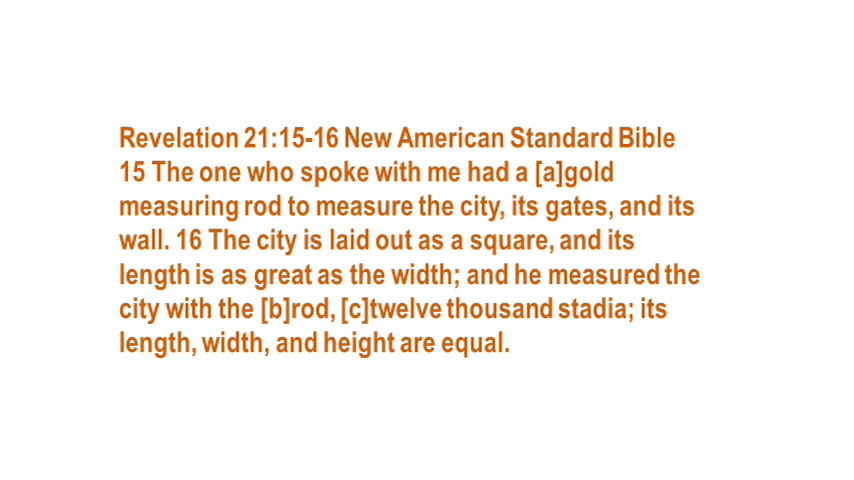 Revelation 21:15-16 New American Standard Bible
15 The one who spoke with me had a [a]gold
measuring rod to measure the city, its gates, and its
wall. 16 The city is laid out as a square, and its
length is as great as the width; and he measured the
city with the [b]rod, [c]twelve thousand stadia; its
length, width, and height are equal.